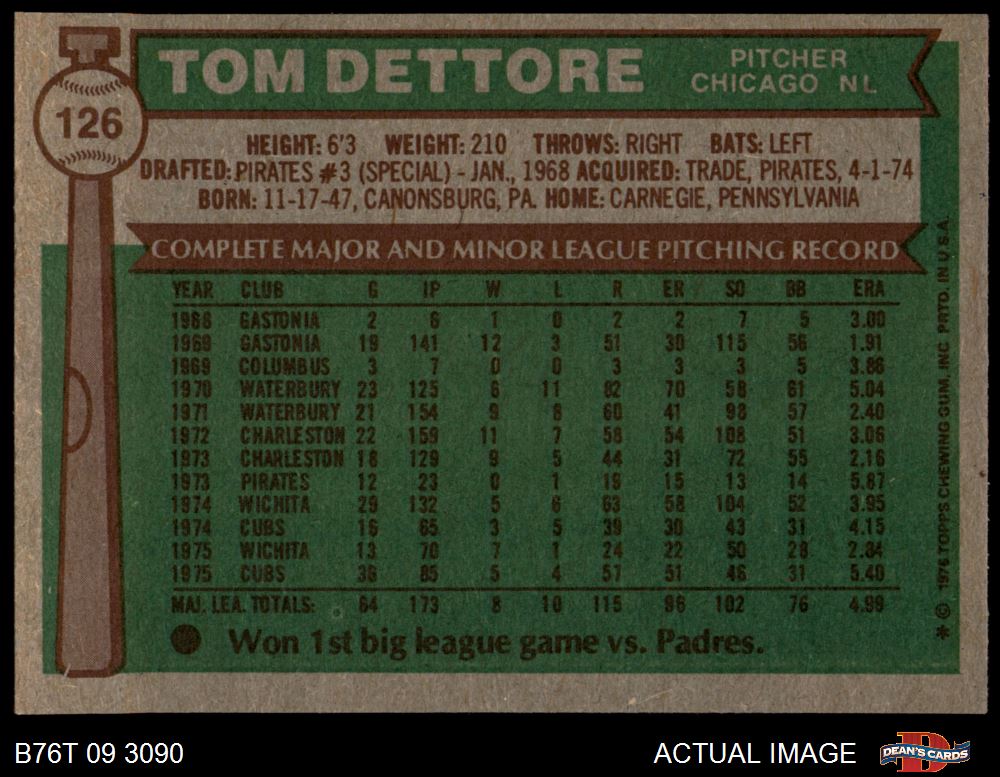 126
TOM DETTORE
PITCHER
CHICAGO NL
HEIGHT: 6'3 WEIGHT: 210 THROWS: RIGHT BATS: LEFT
DRAFTED: PIRATES #3 (SPECIAL) - JAN., 1968 ACQUIRED: TRADE, PIRATES, 4-1-74
BORN: 11-17-47, CANONSBURG, PA. HOME: CARNEGIE, PENNSYLVANIA
COMPLETE MAJOR AND MINOR LEAGUE PITCHING RECORD
YEAR CLUB G IP W L R ER SO BB ERA
1968 GASTONIA 2 6 1 0 2 2 7 5 3.00
1969 GASTONIA 19 141 12 3 51 30 115 56 1.91
1969 COLUMBUS 3 7 0 0 3 3 3 5 3.86
1970 WATERBURY 23 125 6 11 82 70 58 61 5.04
1971 WATERBURY 21 154 9 8 60 41 98 57 2.40
1972 CHARLESTON 22 159 11 7 58 54 108 51 3.06
1973 CHARLESTON 18 129 9 5 44 31 72 55 2.16
1973 PIRATES 12 23 0 1 19 15 13 14 5.87
1974 WICHITA 29 132 5 6 63 58 104 52 3.95
1974 CUBS 16 65 3 5 39 30 43 31 4.15
1975 WICHITA 13 70 7 1 24 22 50 28 2.84
1975 CUBS 36 85 5 4 57 51 46 31 5.40
MAJ. LEA. TOTALS: 64 173 8 10 115 96 102 76 4.99
Won 1st big league game vs. Padres.
* © 1976 TOPPS CHEWING GUM, INC PRTD. IN U.S.A.
B76T 09 3090
ACTUAL IMAGE
D
DEAN'S CARDS